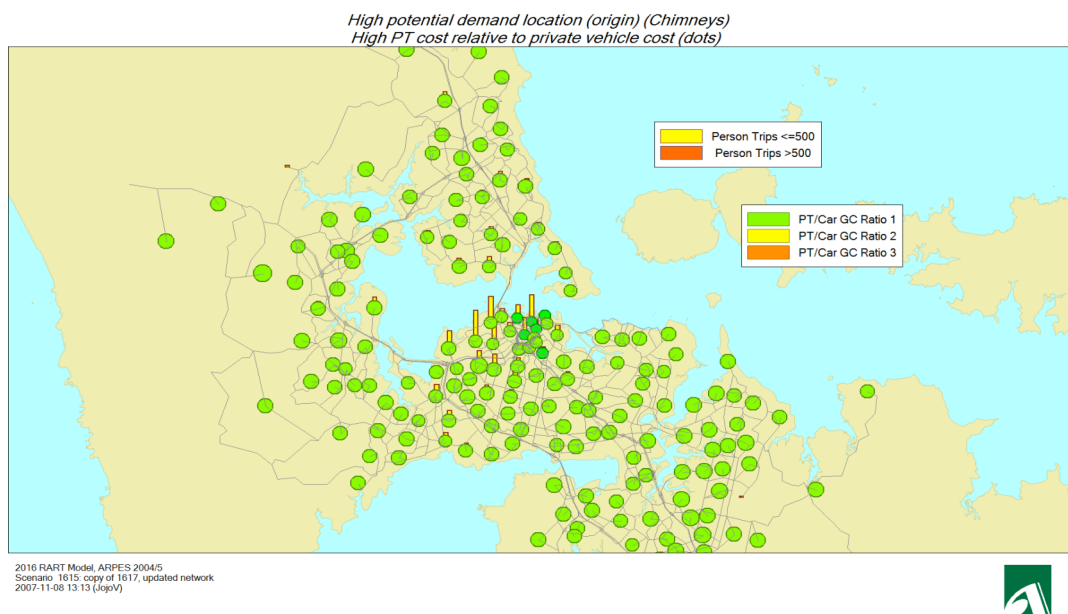 High potential demand location (origin) (Chimneys)
High PT cost relative to private vehicle cost (dots)
Person Trips <=500
Person Trips >500
PT/Car GC Ratio 1
PT/Car GC Ratio 2
PT/Car GC Ratio 3
2016 RART Model, ARPES 2004/5
Scenario 1615: copy of 1617, updated network
2007-11-08 13:13 (JojoV)